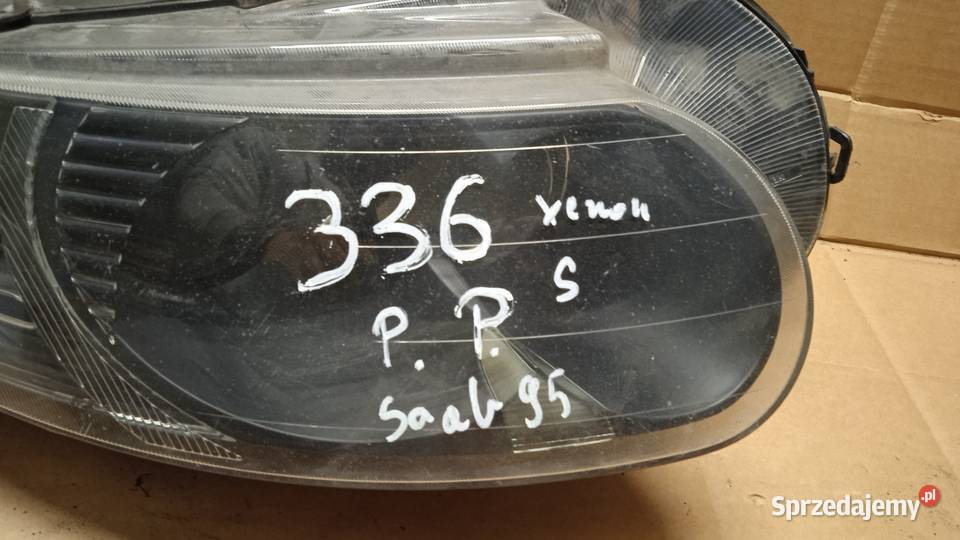 336 xenon
S
P. P.
Saab 95
Sprzedajemy.pl